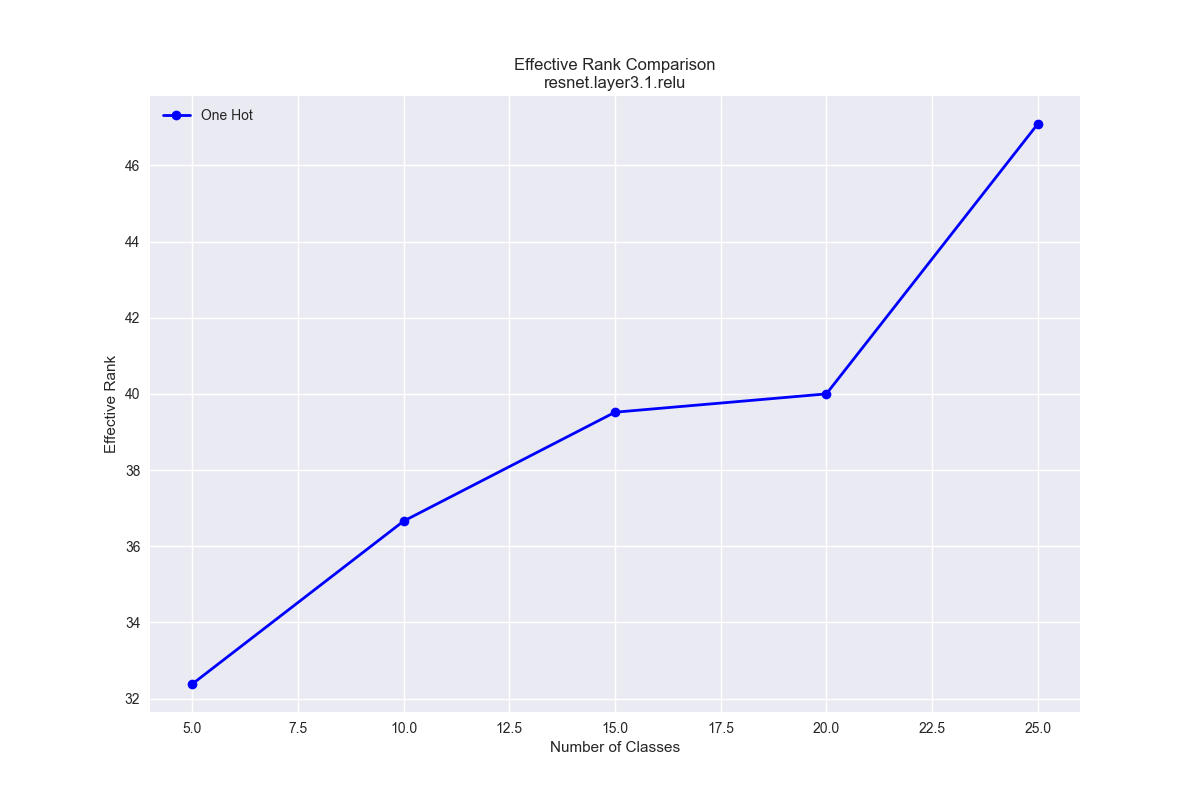 Effective Rank Comparison
resnet.layer3.1.relu
One Hot
46
44
42
40
38
36
34
32
Effective Rank
5.0 7.5 10.0 12.5 15.0 17.5 20.0 22.5 25.0
Number of Classes